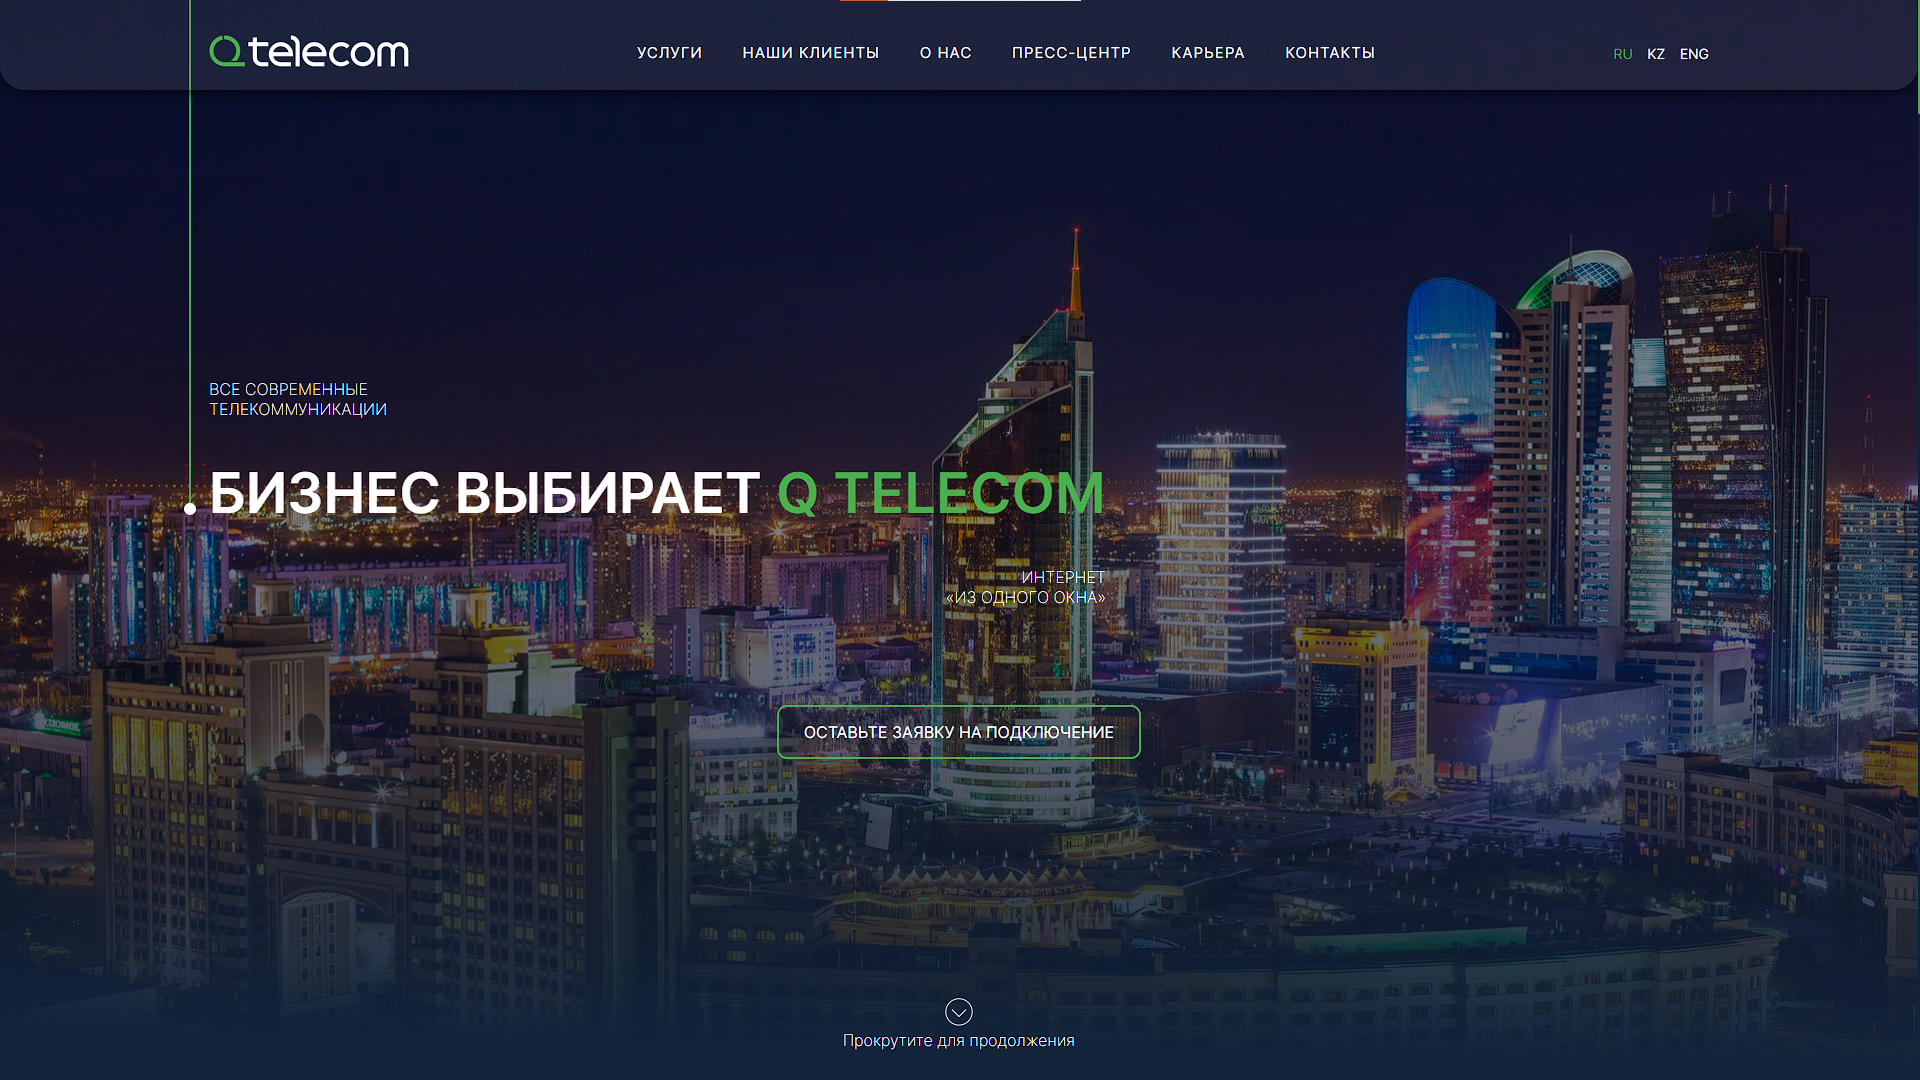 Q telecom
УСЛУГИ
НАШИ КЛИЕНТЫ
О НАС
ПРЕСС-ЦЕНТР
КАРЬЕРА
КОНТАКТЫ
RU
KZ
ENG
ВСЕ СОВРЕМЕННЫЕ
ТЕЛЕКОММУНИКАЦИИ
БИЗНЕС ВЫБИРАЕТ Q TELECOM
ИНТЕРНЕТ
«ИЗ ОДНОГО ОКНА»
ОСТАВЬТЕ ЗАЯВКУ НА ПОДКЛЮЧЕНИЕ
Прокрутите для продолжения